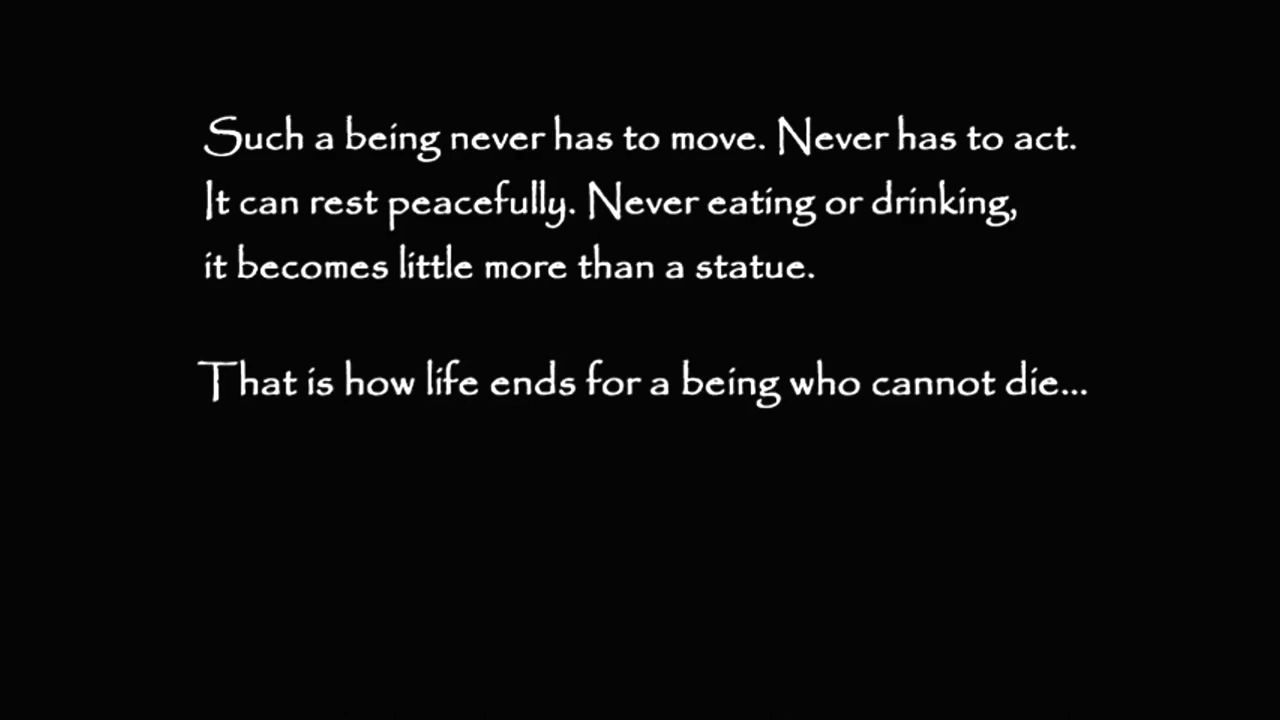 Such a being never has to move. Never has to act.
It can rest peacefully. Never eating or drinking,
it becomes little more than a statue.
That is how life ends for a being who cannot die...